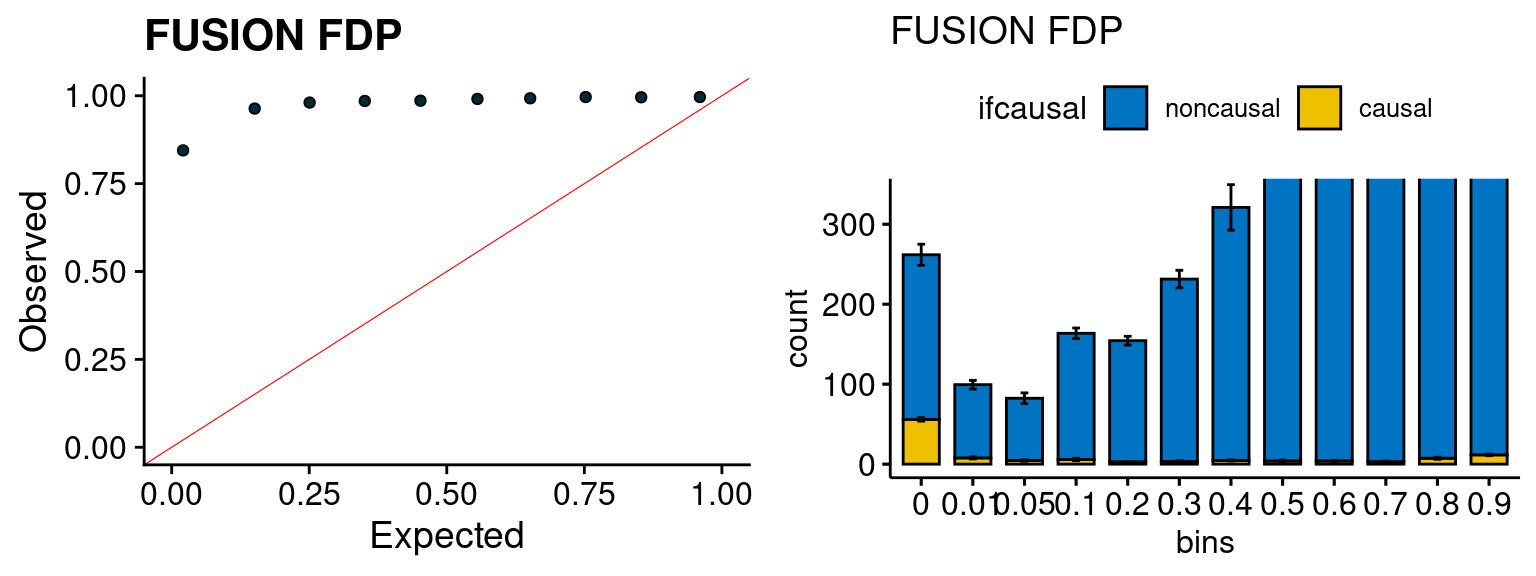 FUSION FDP
Observed
1.00
0.75
0.50
0.25
0.00
0.00 0.25 0.50 0.75 1.00
Expected
FUSION FDP
ifcausal noncausal causal
count
300
200
100
0
0 0.01 0.05 0.1 0.2 0.3 0.4 0.5 0.6 0.7 0.8 0.9
bins